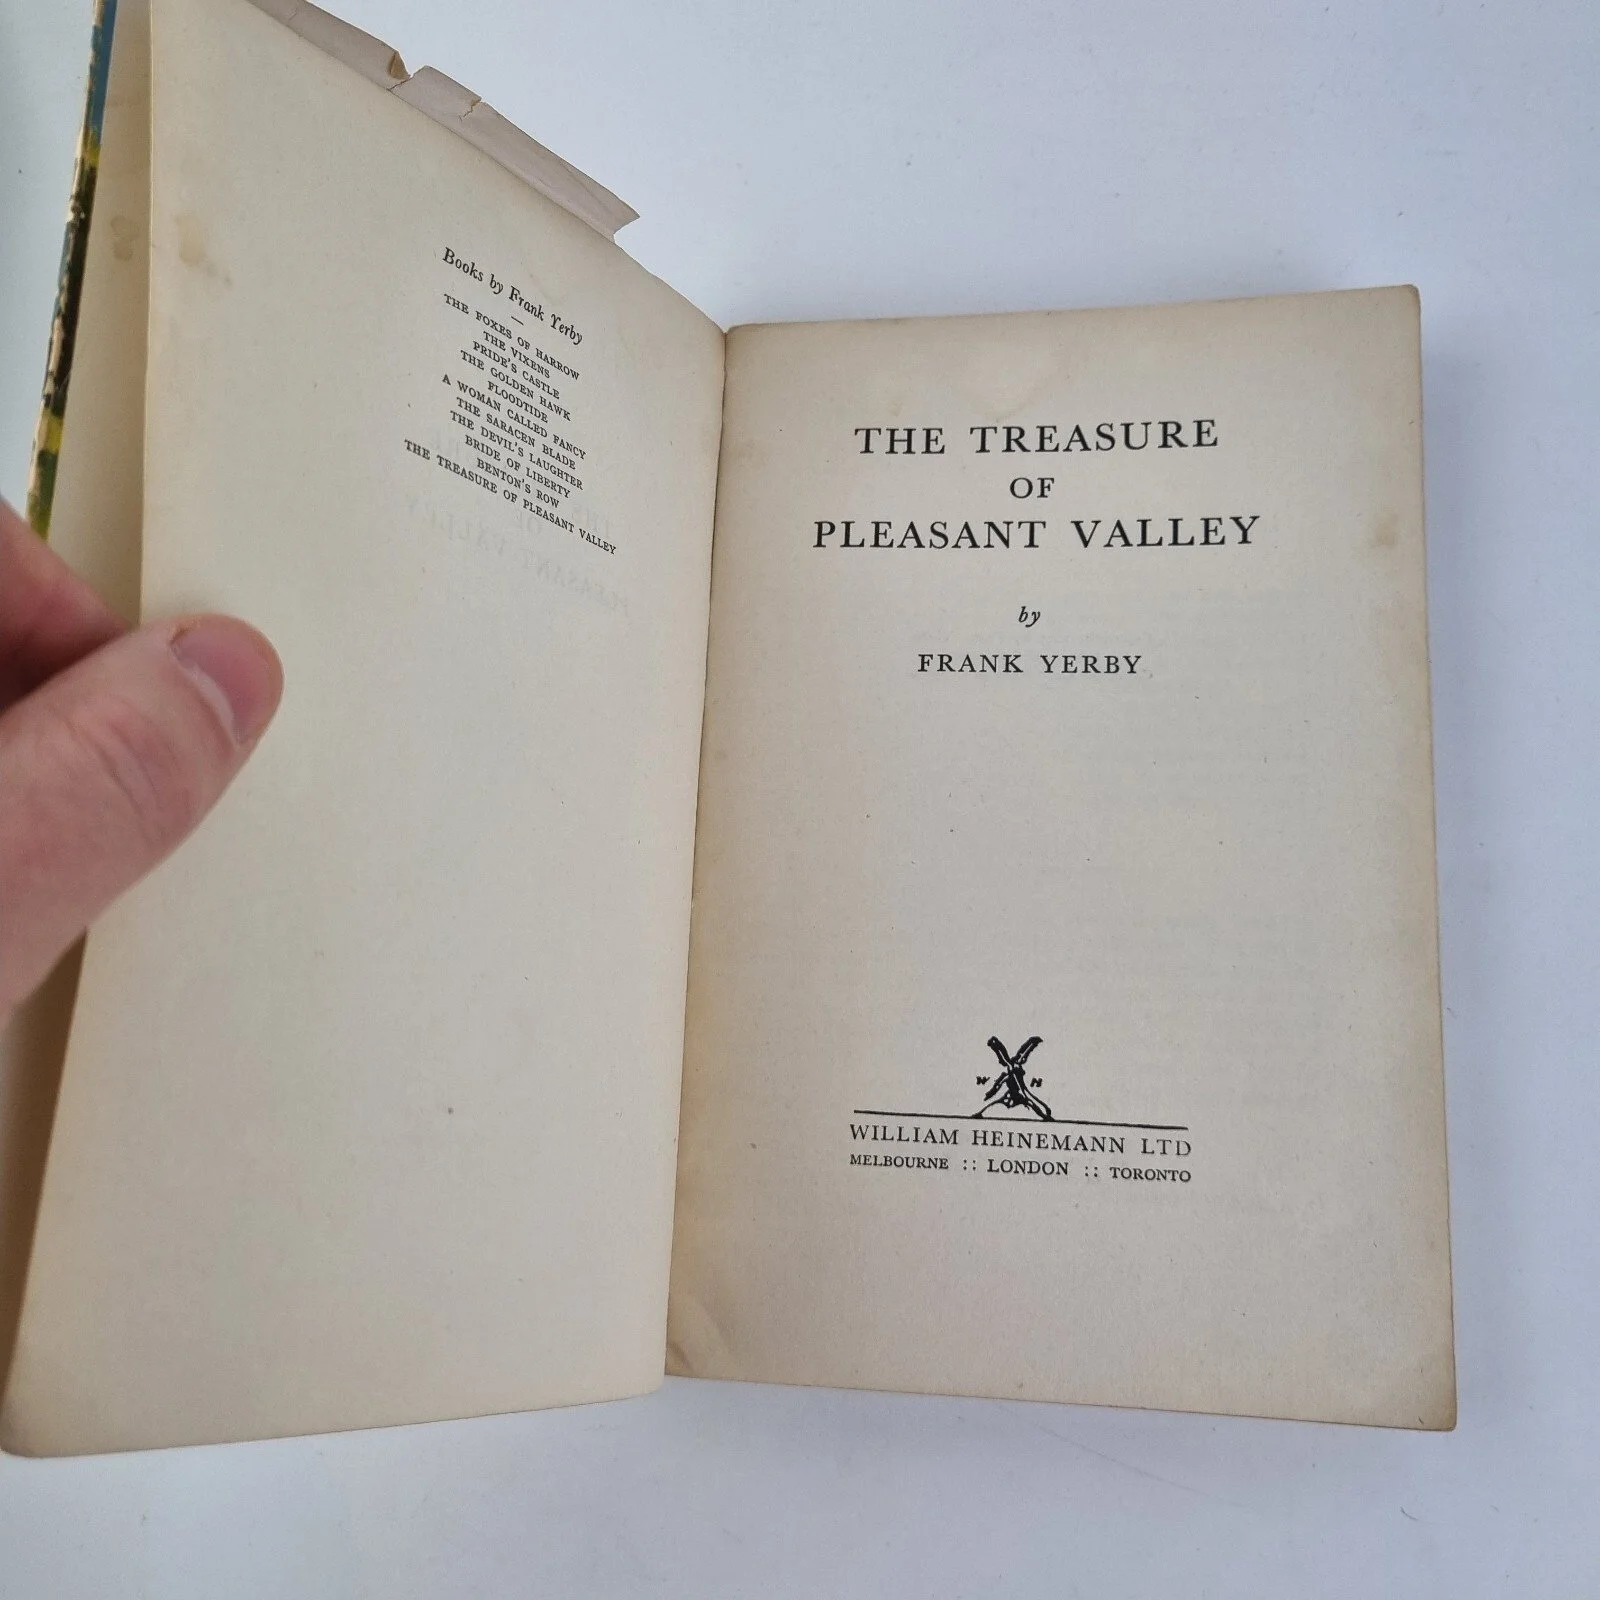 Books by Frank Yerby
—
THE FOXES OF HARROW
THE VIXENS
PRIDE'S CASTLE
THE GOLDEN HAWK
FLOODTIDE
A WOMAN CALLED FANCY
THE SARACEN BLADE
THE DEVIL'S LAUGHTER
BRIDE OF LIBERTY
BENTON'S ROW
THE TREASURE OF PLEASANT VALLEY
THE TREASURE
OF
PLEASANT VALLEY
by
FRANK YERBY
W H
WILLIAM HEINEMANN LTD
MELBOURNE :: LONDON :: TORONTO